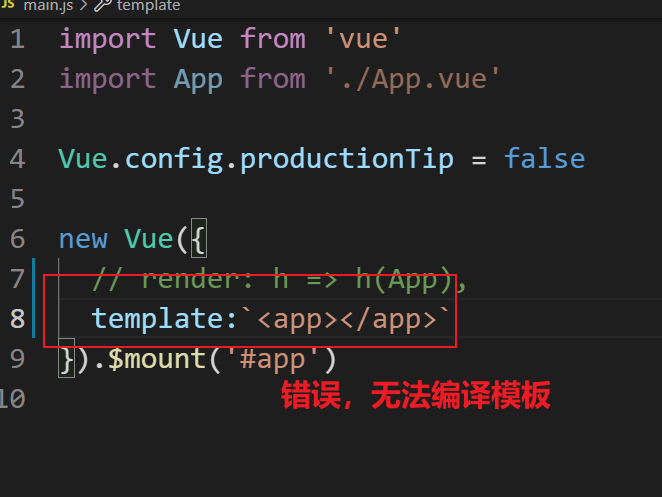 JS main.js > template
1 import Vue from 'vue'
2 import App from './App.vue'
3
4 Vue.config.productionTip = false
5
6 new Vue({
7   // render: h => h(App),
8   template:`<app></app>`
9 }).$mount('#app')
错误，无法编译模板
10